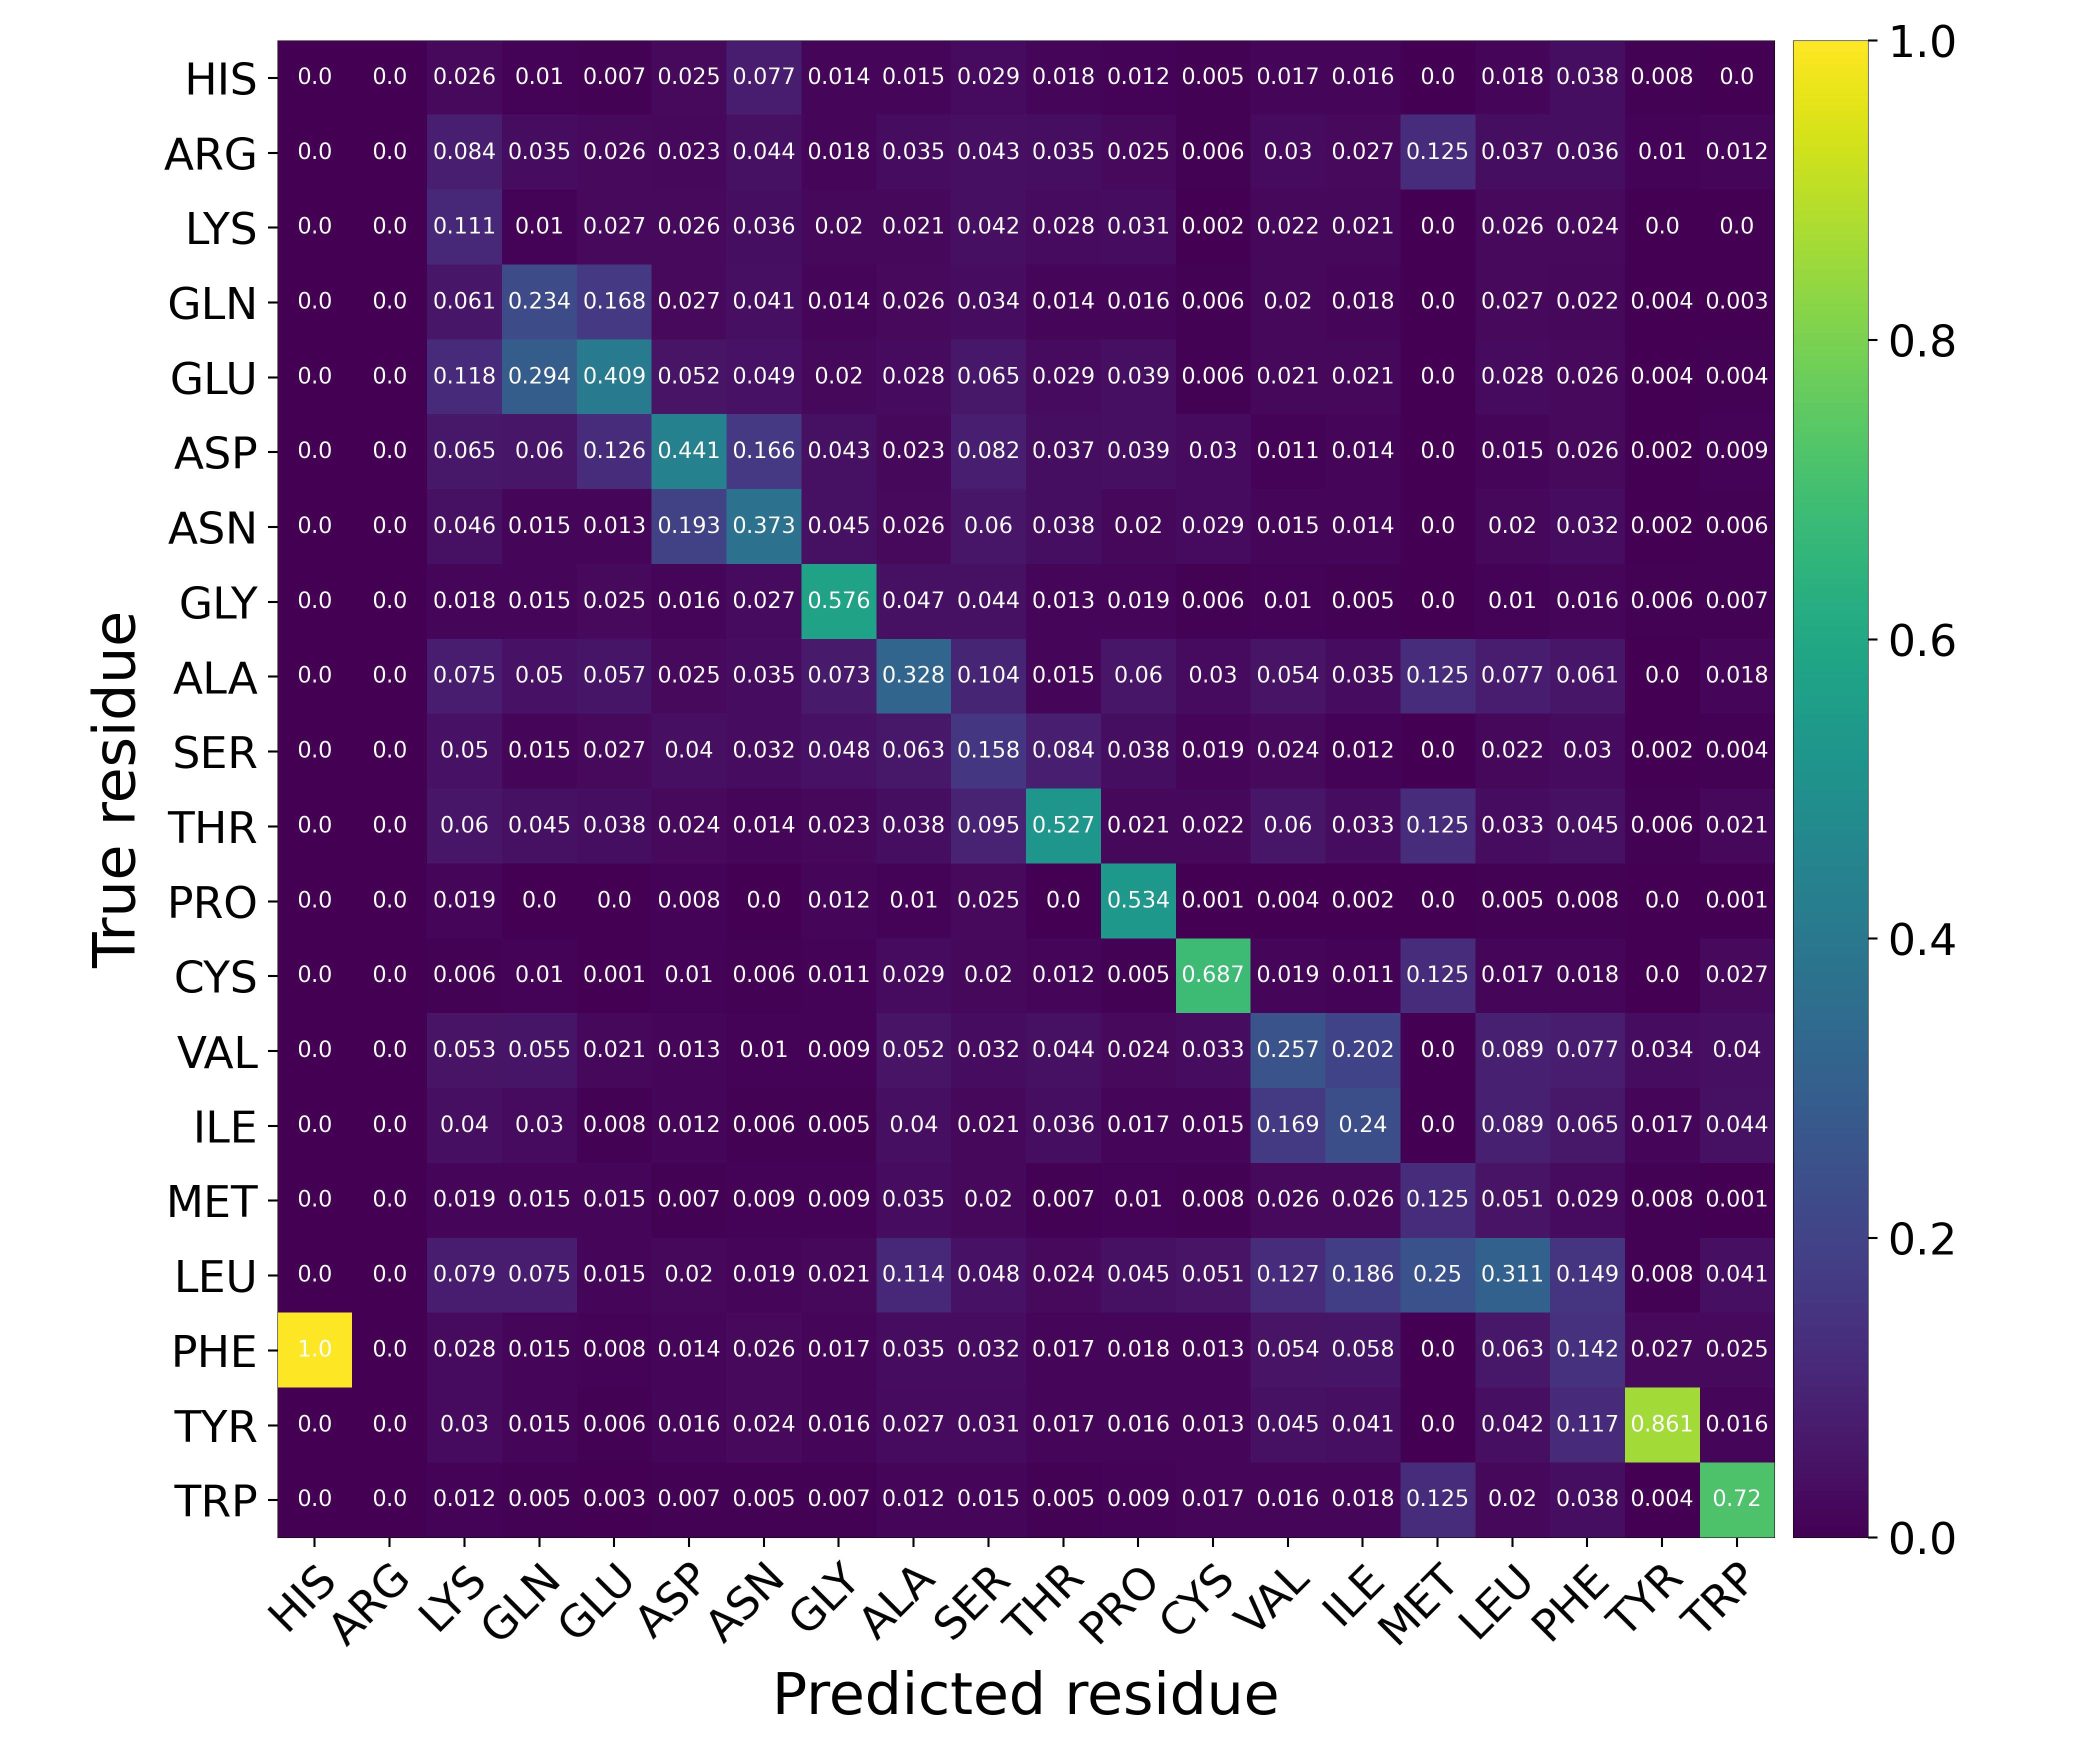 HIS 0.0 0.0 0.026 0.01 0.007 0.025 0.077 0.014 0.015 0.029 0.018 0.012 0.005 0.017 0.016 0.0 0.018 0.038 0.008 0.0
ARG 0.0 0.0 0.084 0.035 0.026 0.023 0.044 0.018 0.035 0.043 0.035 0.025 0.006 0.03 0.027 0.125 0.037 0.036 0.01 0.012
LYS 0.0 0.0 0.111 0.01 0.027 0.026 0.036 0.02 0.021 0.042 0.028 0.031 0.002 0.022 0.021 0.0 0.026 0.024 0.0 0.0
GLN 0.0 0.0 0.061 0.234 0.168 0.027 0.041 0.014 0.026 0.034 0.014 0.016 0.006 0.02 0.018 0.0 0.027 0.022 0.004 0.003
GLU 0.0 0.0 0.118 0.294 0.409 0.052 0.049 0.02 0.028 0.065 0.029 0.039 0.006 0.021 0.021 0.0 0.028 0.026 0.004 0.004
ASP 0.0 0.0 0.065 0.06 0.126 0.441 0.166 0.043 0.023 0.082 0.037 0.039 0.03 0.011 0.014 0.0 0.015 0.026 0.002 0.009
ASN 0.0 0.0 0.046 0.015 0.013 0.193 0.373 0.045 0.026 0.06 0.038 0.02 0.029 0.015 0.014 0.0 0.02 0.032 0.002 0.006
GLY 0.0 0.0 0.018 0.015 0.025 0.016 0.027 0.576 0.047 0.044 0.013 0.019 0.006 0.01 0.005 0.0 0.01 0.016 0.006 0.007
ALA 0.0 0.0 0.075 0.05 0.057 0.025 0.035 0.073 0.328 0.104 0.015 0.06 0.03 0.054 0.035 0.125 0.077 0.061 0.0 0.018
SER 0.0 0.0 0.05 0.015 0.027 0.04 0.032 0.048 0.063 0.158 0.084 0.038 0.019 0.024 0.012 0.0 0.022 0.03 0.002 0.004
THR 0.0 0.0 0.06 0.045 0.038 0.024 0.014 0.023 0.038 0.095 0.527 0.021 0.022 0.06 0.033 0.125 0.033 0.045 0.006 0.021
PRO 0.0 0.0 0.019 0.0 0.0 0.008 0.0 0.012 0.01 0.025 0.0 0.534 0.001 0.004 0.002 0.0 0.005 0.008 0.0 0.001
CYS 0.0 0.0 0.006 0.01 0.001 0.01 0.006 0.011 0.029 0.02 0.012 0.005 0.687 0.019 0.011 0.125 0.017 0.018 0.0 0.027
VAL 0.0 0.0 0.053 0.055 0.021 0.013 0.01 0.009 0.052 0.032 0.044 0.024 0.033 0.257 0.202 0.0 0.089 0.077 0.034 0.04
ILE 0.0 0.0 0.04 0.03 0.008 0.012 0.006 0.005 0.04 0.021 0.036 0.017 0.015 0.169 0.24 0.0 0.089 0.065 0.017 0.044
MET 0.0 0.0 0.019 0.015 0.015 0.007 0.009 0.009 0.035 0.02 0.007 0.01 0.008 0.026 0.026 0.125 0.051 0.029 0.008 0.001
LEU 0.0 0.0 0.079 0.075 0.015 0.02 0.019 0.021 0.114 0.048 0.024 0.045 0.051 0.127 0.186 0.25 0.311 0.149 0.008 0.041
PHE 1.0 0.0 0.028 0.015 0.008 0.014 0.026 0.017 0.035 0.032 0.017 0.018 0.013 0.054 0.058 0.0 0.063 0.142 0.027 0.025
TYR 0.0 0.0 0.03 0.015 0.006 0.016 0.024 0.016 0.027 0.031 0.017 0.016 0.013 0.045 0.041 0.0 0.042 0.117 0.861 0.016
TRP 0.0 0.0 0.012 0.005 0.003 0.007 0.005 0.007 0.012 0.015 0.005 0.009 0.017 0.016 0.018 0.125 0.02 0.038 0.004 0.72
HIS ARG LYS GLN GLU ASP ASN GLY ALA SER THR PRO CYS VAL ILE MET LEU PHE TYR TRP
Predicted residue
True residue
1.0
0.8
0.6
0.4
0.2
0.0